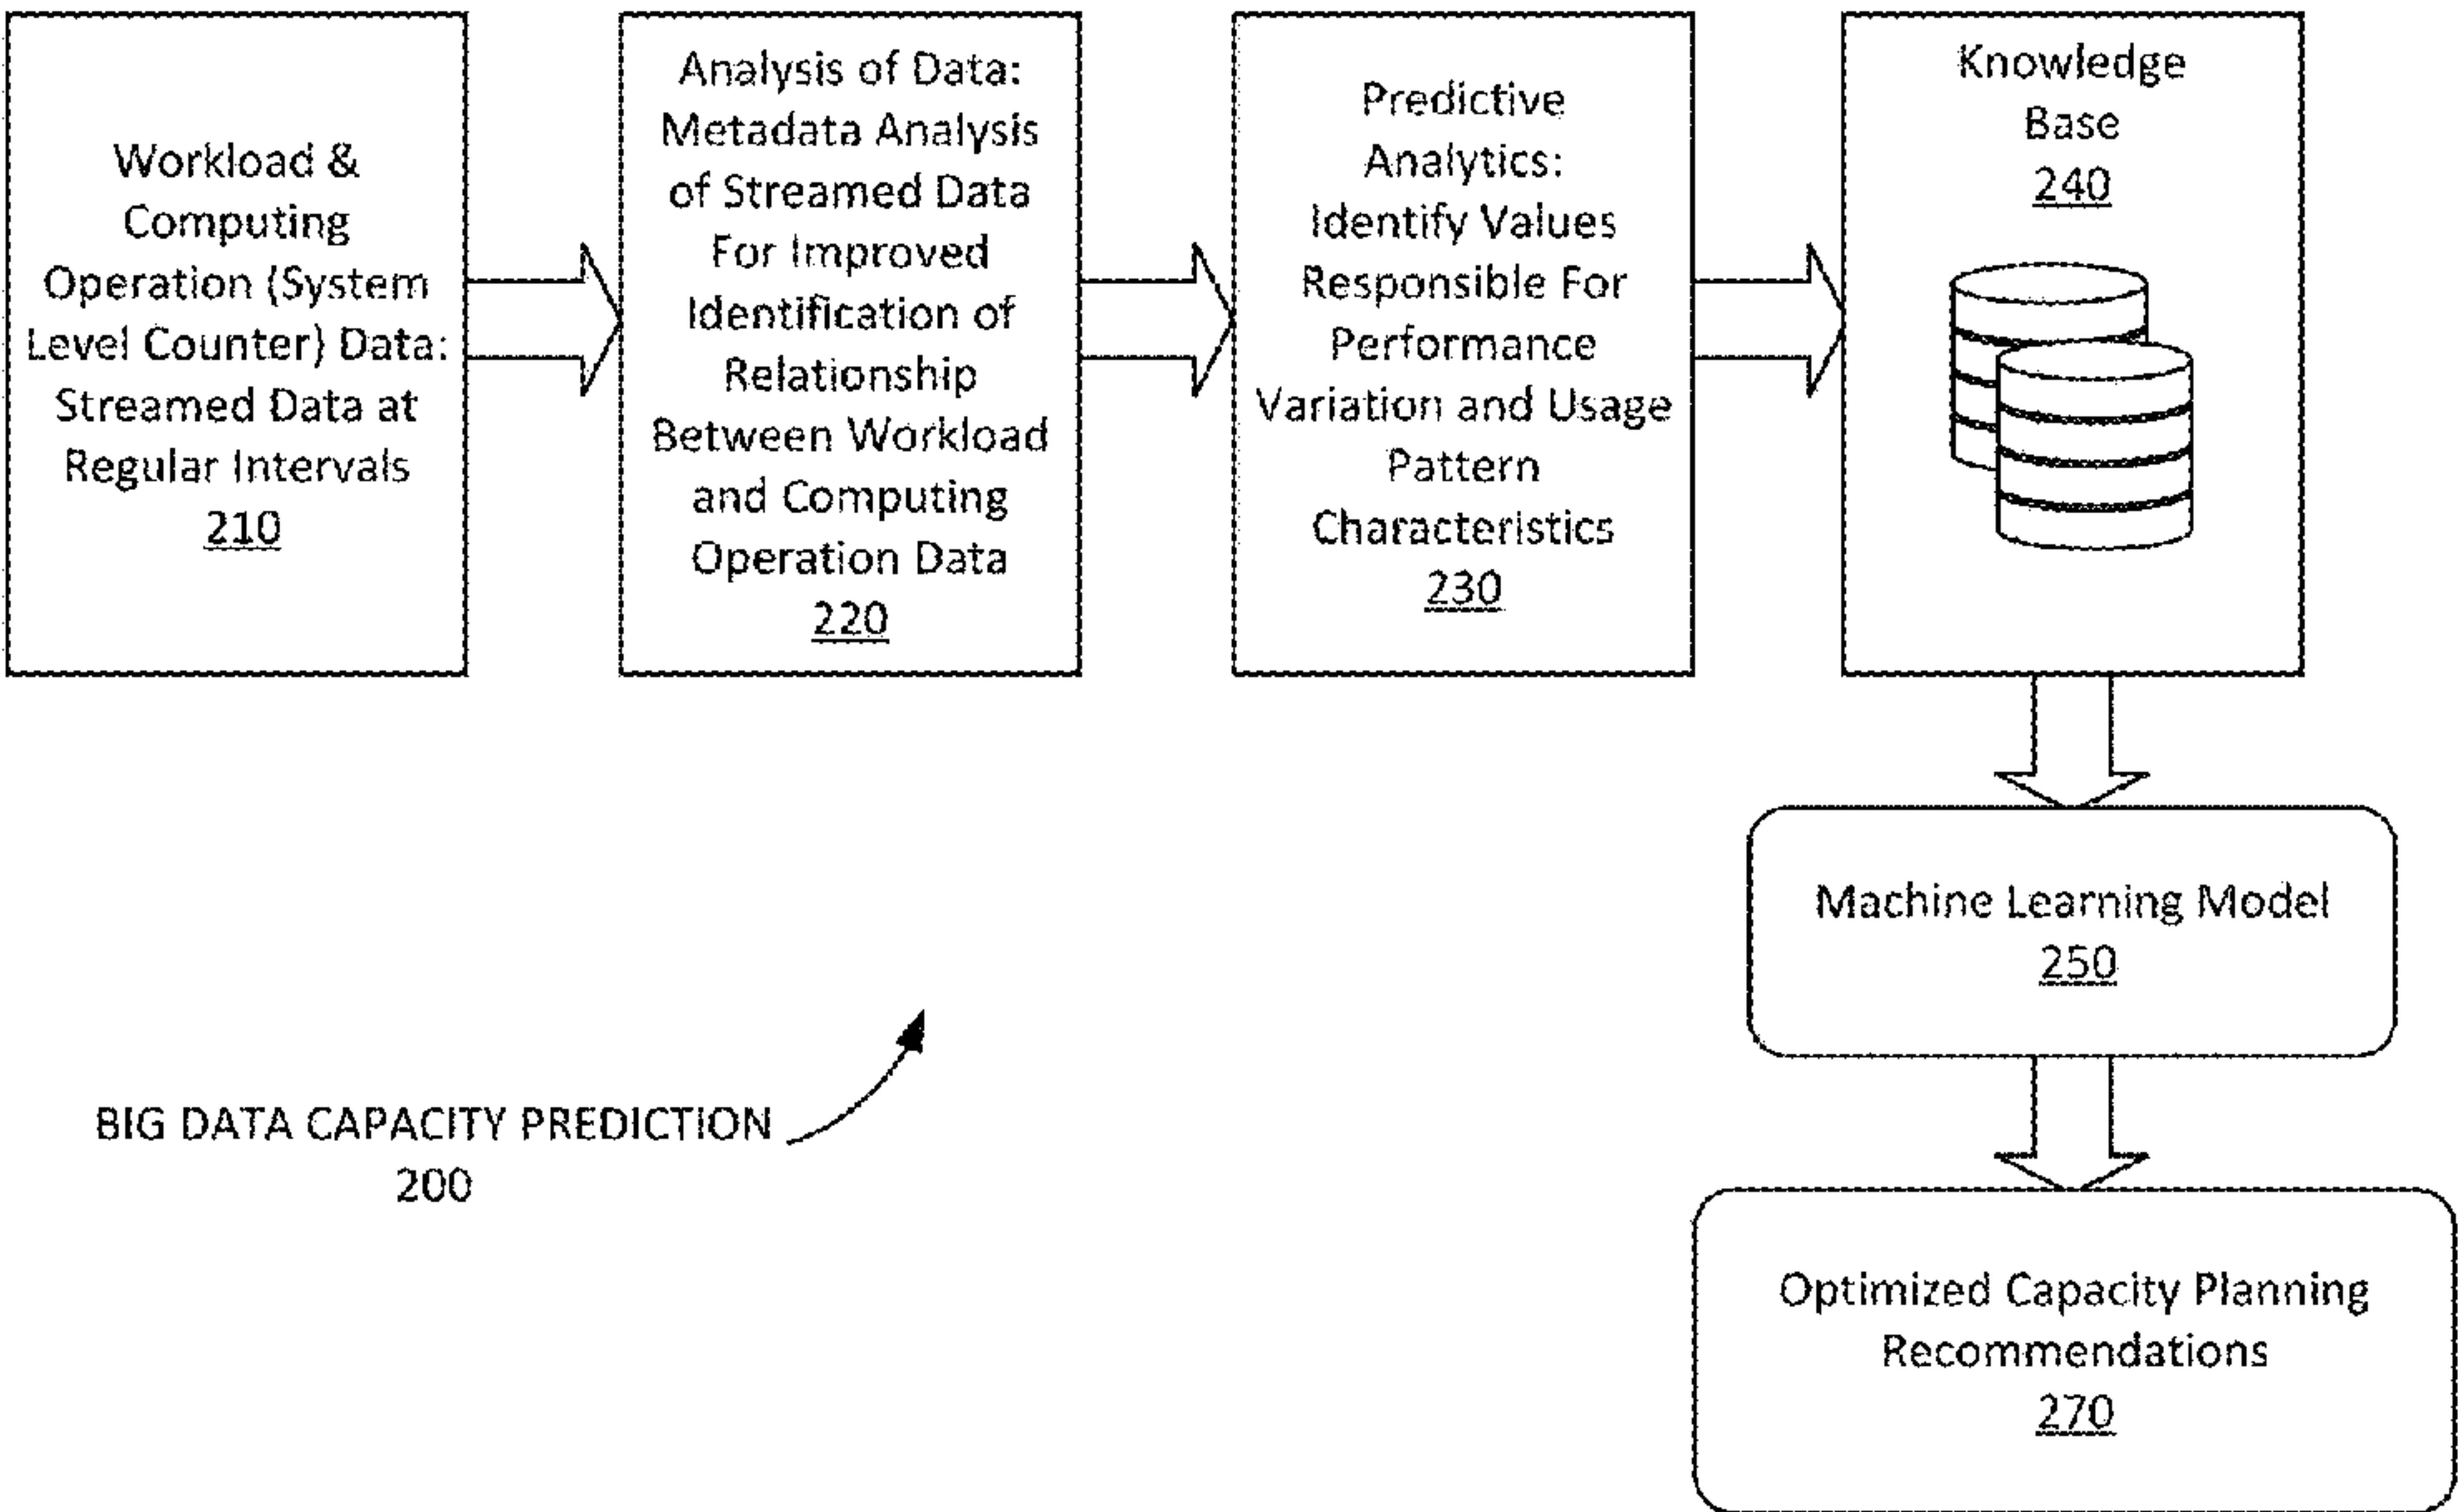 Workload &
Computing
Operation (System
Level Counter) Data:
Streamed Data at
Regular Intervals
210
Analysis of Data:
Metadata Analysis
of Streamed Data
For Improved
Identification of
Relationship
Between Workload
and Computing
Operation Data
220
Predictive
Analytics:
Identify Values
Responsible For
Performance
Variation and Usage
Pattern
Characteristics
230
Knowledge
Base
240
Machine Learning Model
250
BIG DATA CAPACITY PREDICTION
200
Optimized Capacity Planning
Recommendations
270